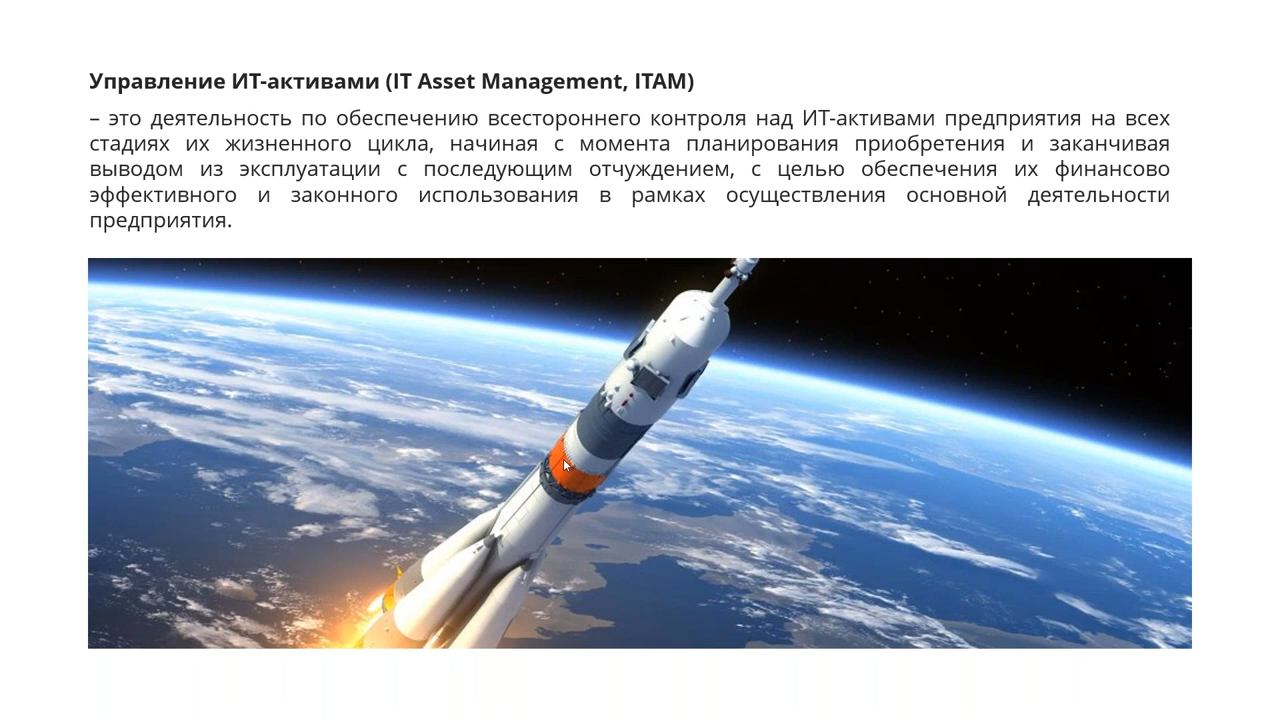 Управление ИТ-активами (IT Asset Management, ITAM)
– это деятельность по обеспечению всестороннего контроля над ИТ-активами предприятия на всех
стадиях их жизненного цикла, начиная с момента планирования приобретения и заканчивая
выводом из эксплуатации с последующим отчуждением, с целью обеспечения их финансово
эффективного и законного использования в рамках осуществления основной деятельности
предприятия.